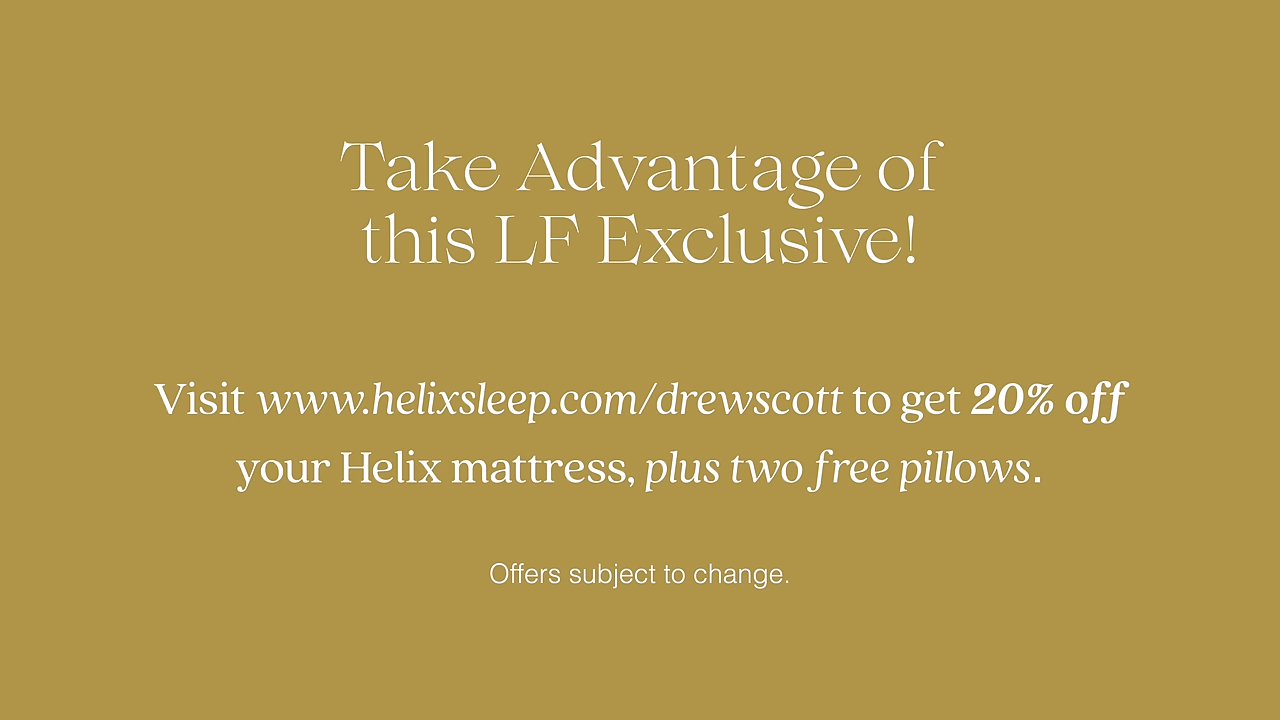 Take Advantage of
this LF Exclusive!
Visit www.helixsleep.com/drewscott to get 20% off
your Helix mattress, plus two free pillows.
Offers subject to change.